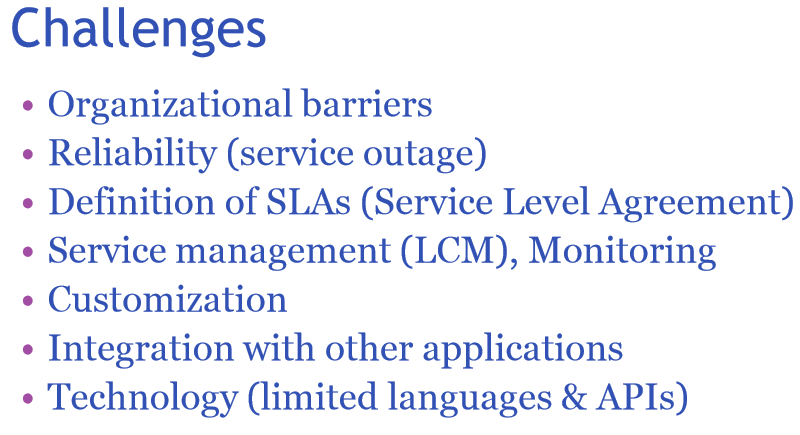 Challenges
• Organizational barriers
• Reliability (service outage)
• Definition of SLAs (Service Level Agreement)
• Service management (LCM), Monitoring
• Customization
• Integration with other applications
• Technology (limited languages & APIs)